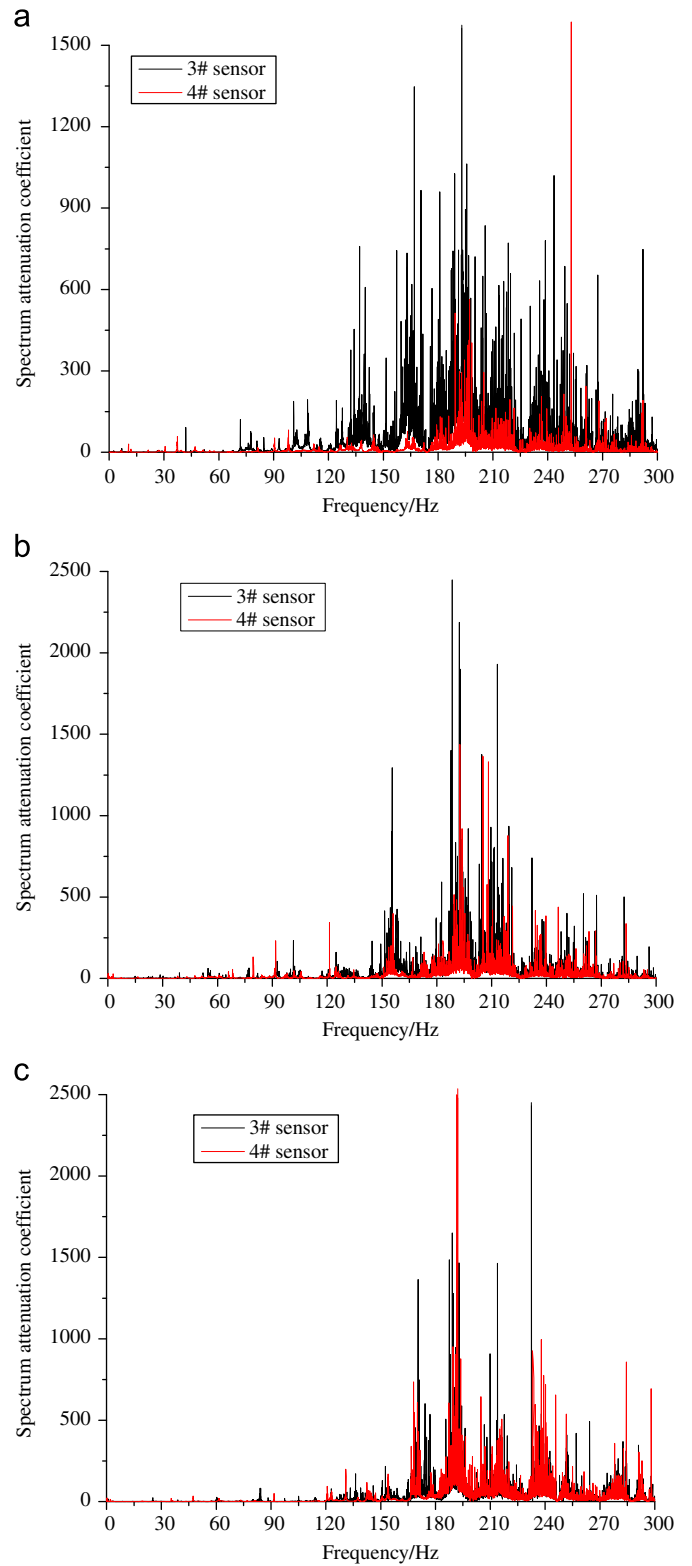 a
1500
1200
900
600
300
0
Spectrum attenuation coefficient
3# sensor
4# sensor
0 30 60 90 120 150 180 210 240 270 300
Frequency/Hz
b
2500
2000
1500
1000
500
0
Spectrum attenuation coefficient
3# sensor
4# sensor
0 30 60 90 120 150 180 210 240 270 300
Frequency/Hz
c
2500
2000
1500
1000
500
0
Spectrum attenuation coefficient
3# sensor
4# sensor
0 30 60 90 120 150 180 210 240 270 300
Frequency/Hz